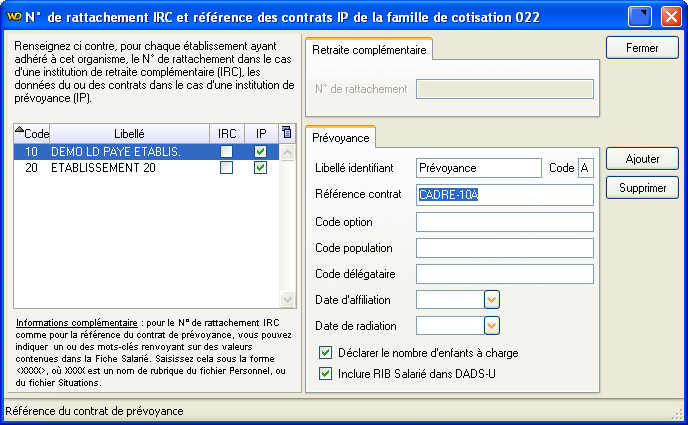 WD N° de rattachement IRC et référence des contrats IP de la famille de cotisation 022
Renseignez ci contre, pour chaque établissement ayant
adhéré à cet organisme, le N° de rattachement dans le cas
d'une institution de retraite complémentaire (IRC), les
données du ou des contrats dans le cas d'une institution de
prévoyance (IP).
Code Libellé IRC IP
10 DEMO LD PAYE ETABLIS.
20 ETABLISSEMENT 20
Informations complémentaire : pour le N° de rattachement IRC
comme pour la référence du contrat de prévoyance, vous pouvez
indiquer un ou des mots-clés renvoyant sur des valeurs
contenues dans la Fiche Salarié. Saisissez cela sous la forme
<XXXX>, où XXXX est un nom de rubrique du fichier Personnel, ou
du fichier Situations.
Retraite complémentaire
N° de rattachement
Prévoyance
Libellé identifiant Prévoyance Code A
Référence contrat CADRE-10A
Code option
Code population
Code délégataire
Date d'affiliation
Date de radiation
Déclarer le nombre d'enfants à charge
Inclure RIB Salarié dans DADS-U
Fermer
Ajouter
Supprimer
Référence du contrat de prévoyance